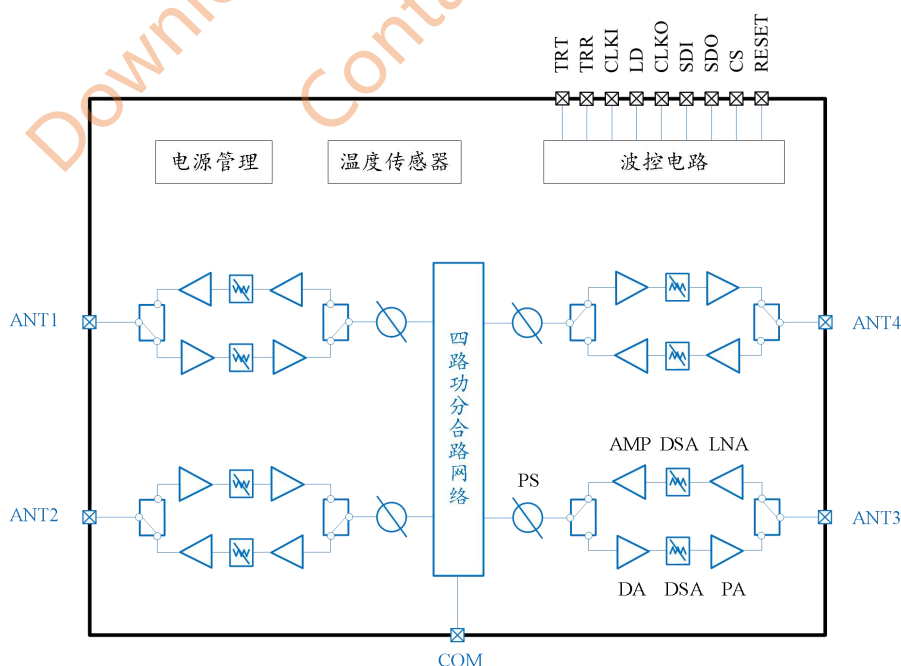 Downlo
Conta
TRT
TRR
CLKI
LD
CLKO
SDI
SDO
CS
RESET
电源管理
温度传感器
波控电路
ANT1
ANT4
四路功分合路网络
AMP DSA LNA
PS
ANT2
ANT3
DA DSA PA
COM